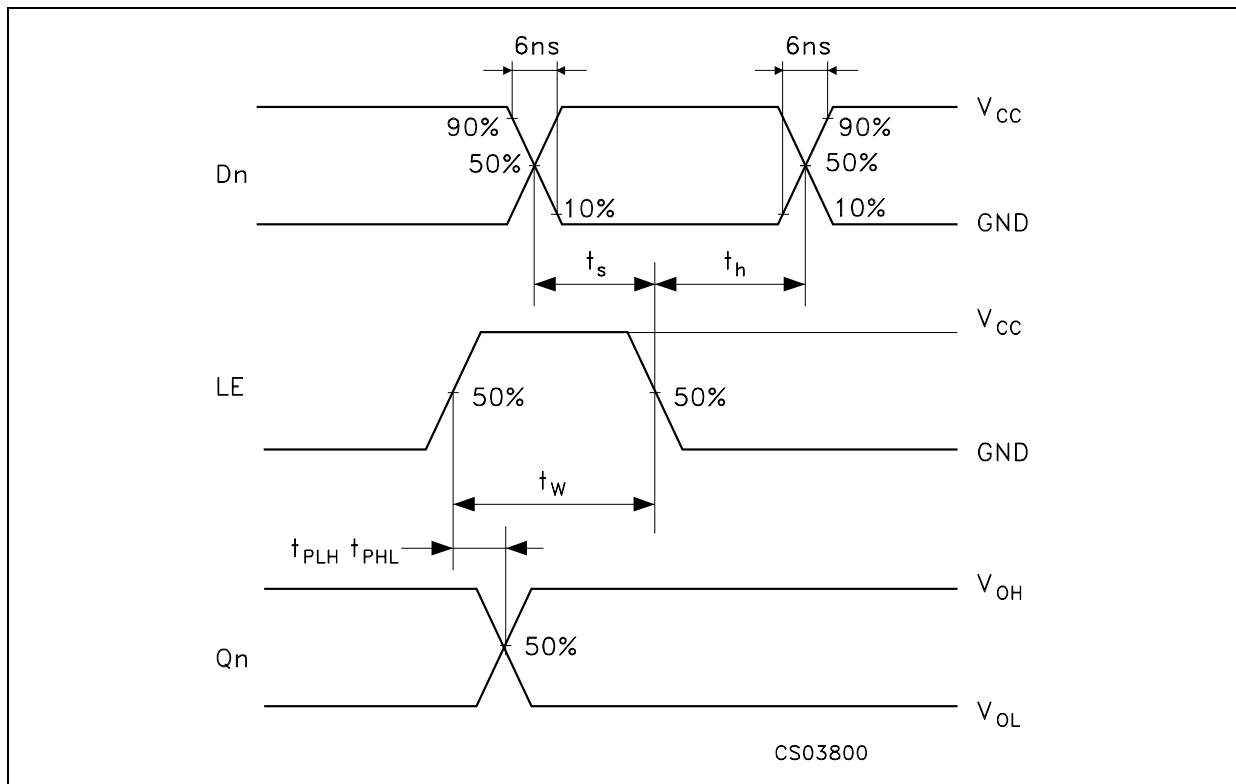 6ns 6ns
V_CC
90% 90%
50% 50%
Dn
10% 10%
GND
t_s t_h
V_CC
LE
50% 50%
GND
t_W
t_PLH t_PHL
V_OH
50%
Qn
V_OL
CS03800